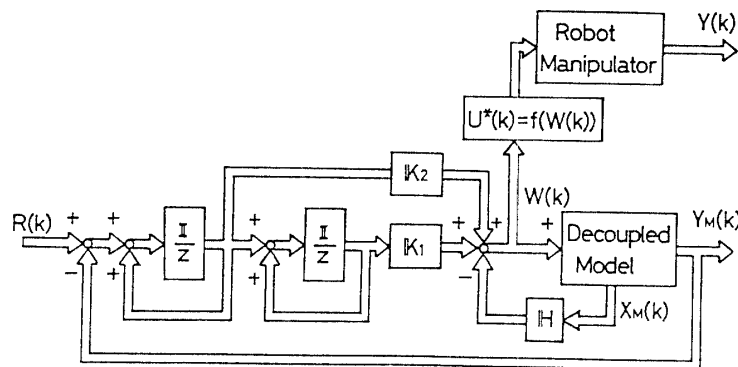 Y(k)
Robot
Manipulator
U*(k)=f(W(k))
𝕂2
W(k)
YM(k)
R(k)
+
+
+
+
+
+
𝕀
z
𝕀
z
𝕂1
Decoupled
Model
−
+
+
−
ℍ
XM(k)